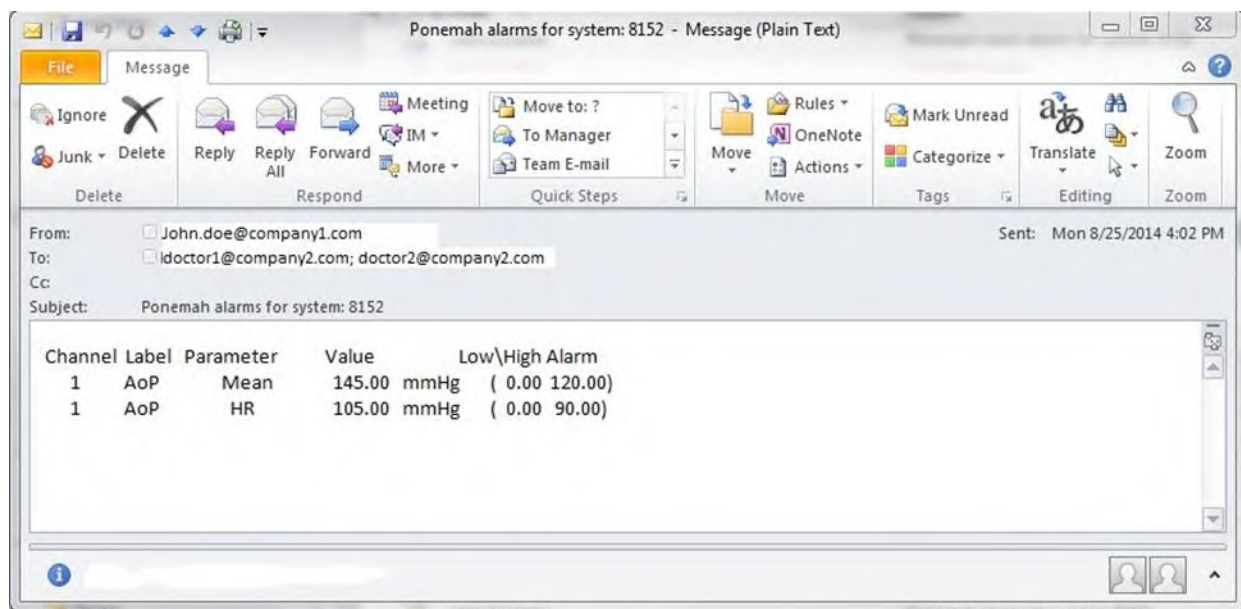 Ponemah alarms for system: 8152 - Message (Plain Text)
File Message
Ignore
Junk
Delete
Reply
Reply All
Forward
Meeting
IM
More
Move to: ?
To Manager
Team E-mail
Move
Rules
OneNote
Actions
Mark Unread
Categorize
Translate
Zoom
Delete Respond Quick Steps Move Tags Editing Zoom
From: John.doe@company1.com Sent: Mon 8/25/2014 4:02 PM
To: doctor1@company2.com; doctor2@company2.com
Cc:
Subject: Ponemah alarms for system: 8152
Channel Label Parameter Value Low\High Alarm
1 AoP Mean 145.00 mmHg ( 0.00 120.00)
1 AoP HR 105.00 mmHg ( 0.00 90.00)